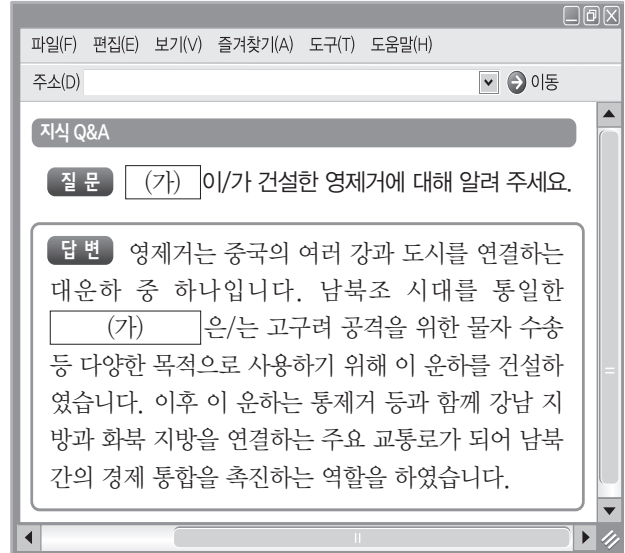 파일(F) 편집(E) 보기(V) 즐겨찾기(A) 도구(T) 도움말(H)
주소(D) 이동
지식 Q&A
질 문 (가) 이/가 건설한 영제거에 대해 알려 주세요.
답 변 영제거는 중국의 여러 강과 도시를 연결하는
대운하 중 하나입니다. 남북조 시대를 통일한
(가) 은/는 고구려 공격을 위한 물자 수송
등 다양한 목적으로 사용하기 위해 이 운하를 건설하
였습니다. 이후 이 운하는 통제거 등과 함께 강남 지
방과 화북 지방을 연결하는 주요 교통로가 되어 남북
간의 경제 통합을 촉진하는 역할을 하였습니다.